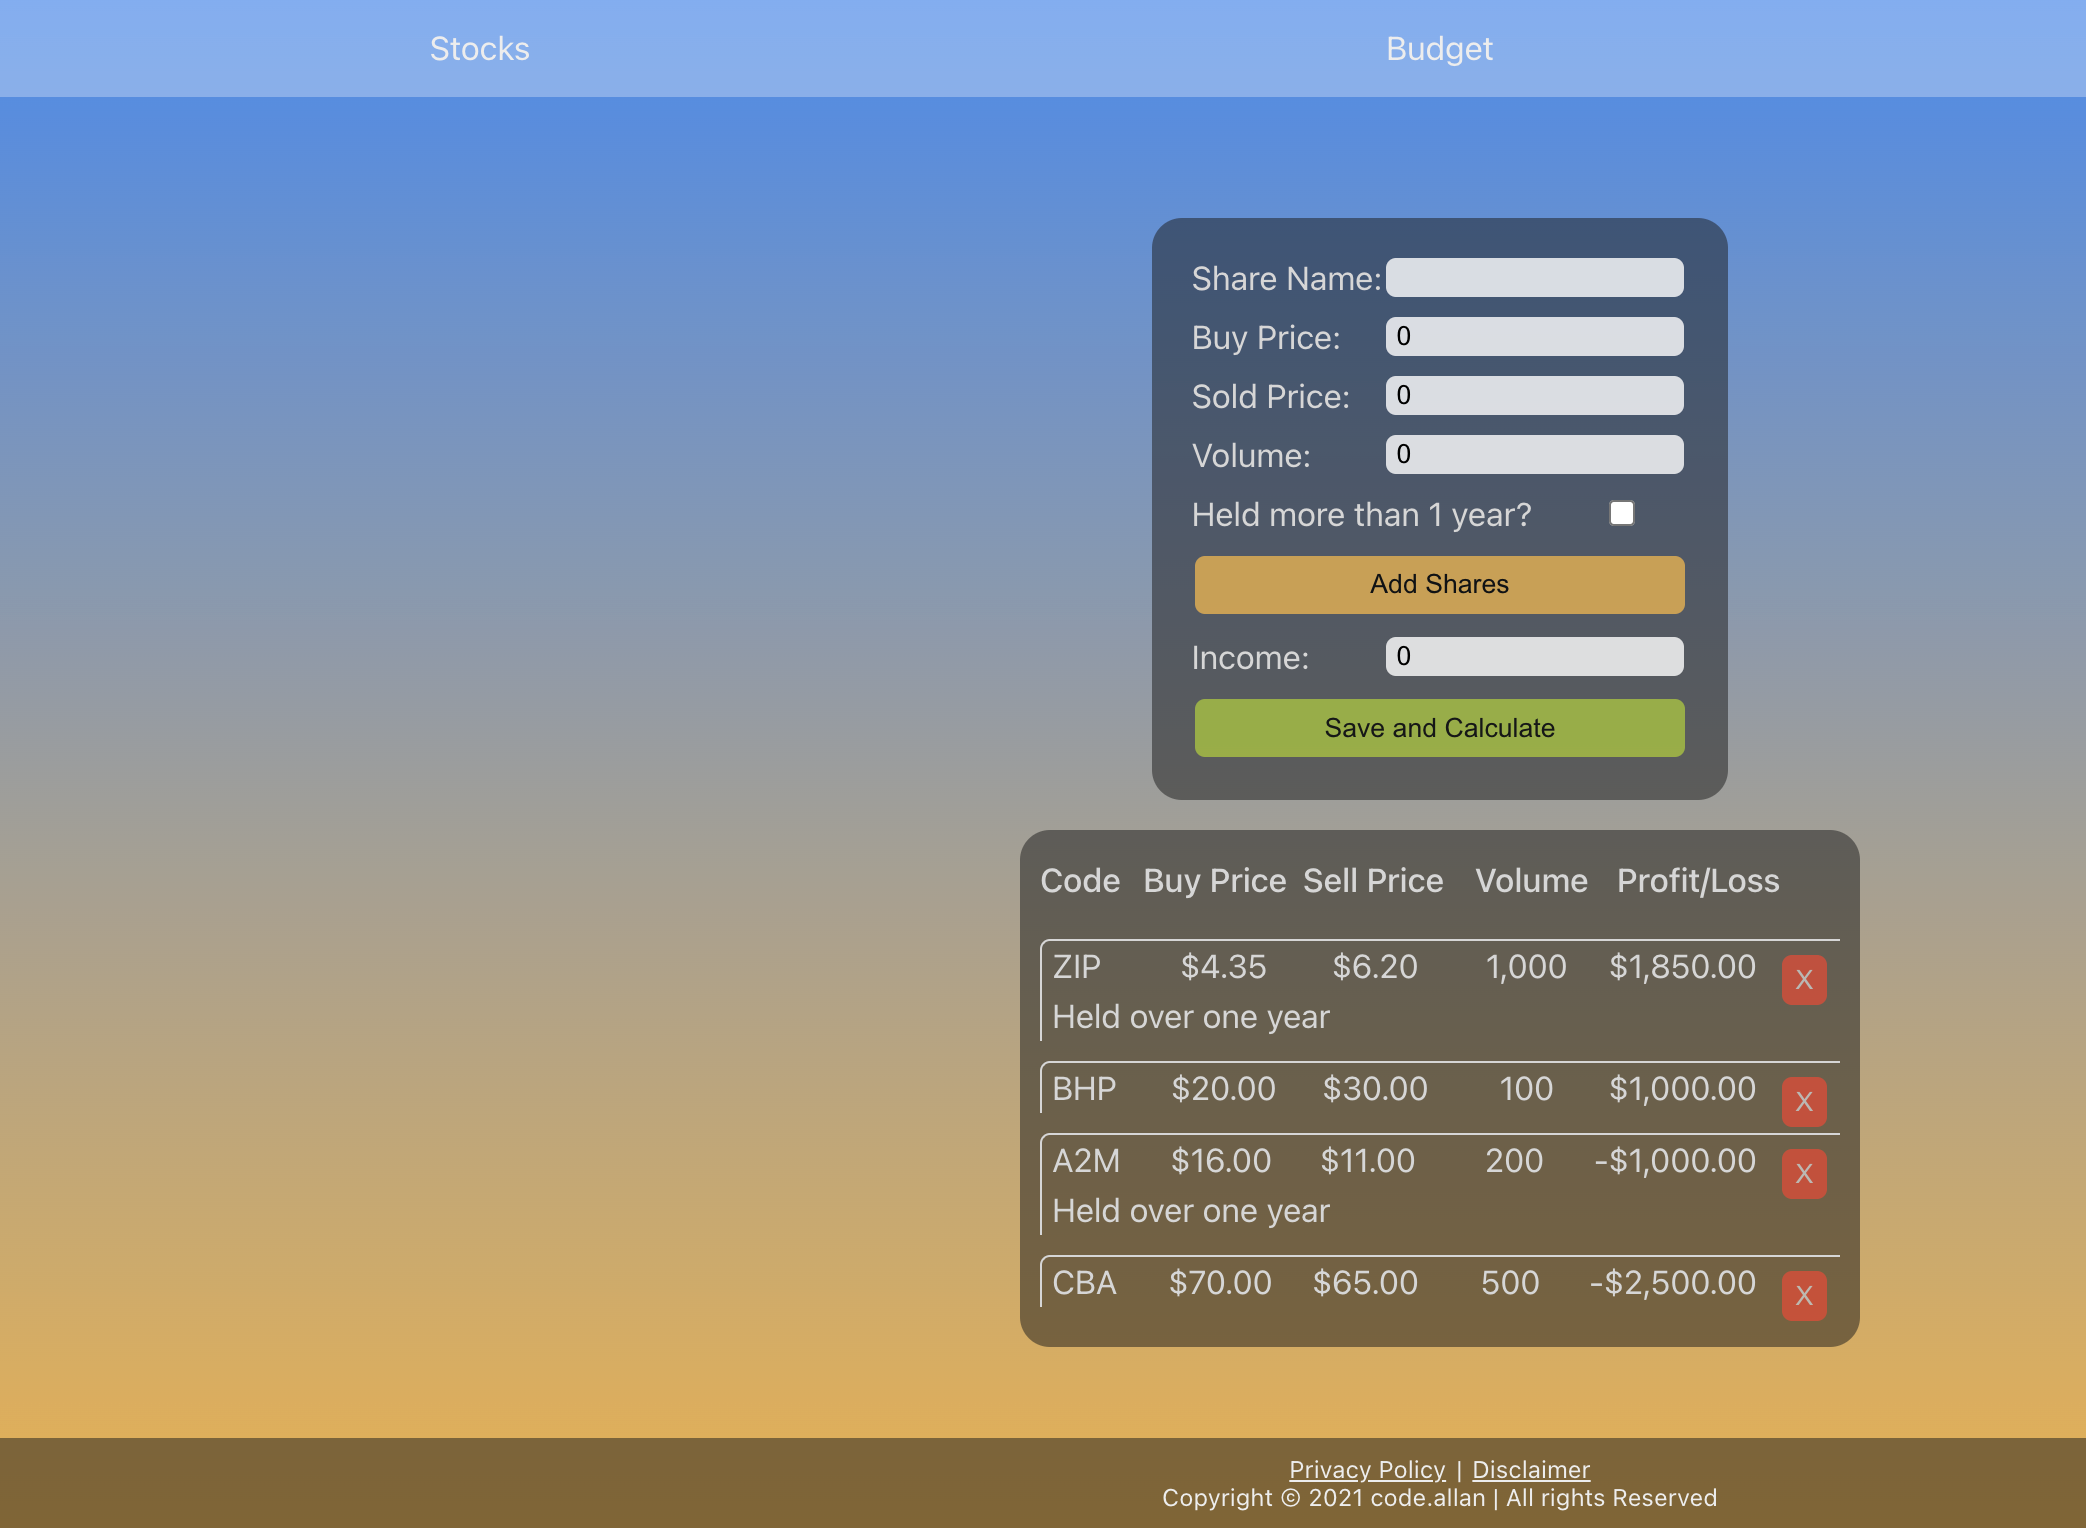 Stocks Budget
Share Name:
Buy Price: 0
Sold Price: 0
Volume: 0
Held more than 1 year?
Add Shares
Income: 0
Save and Calculate
Code Buy Price Sell Price Volume Profit/Loss
ZIP $4.35 $6.20 1,000 $1,850.00 X
Held over one year
BHP $20.00 $30.00 100 $1,000.00 X
A2M $16.00 $11.00 200 -$1,000.00 X
Held over one year
CBA $70.00 $65.00 500 -$2,500.00 X
Privacy Policy | Disclaimer
Copyright © 2021 code.allan | All rights Reserved